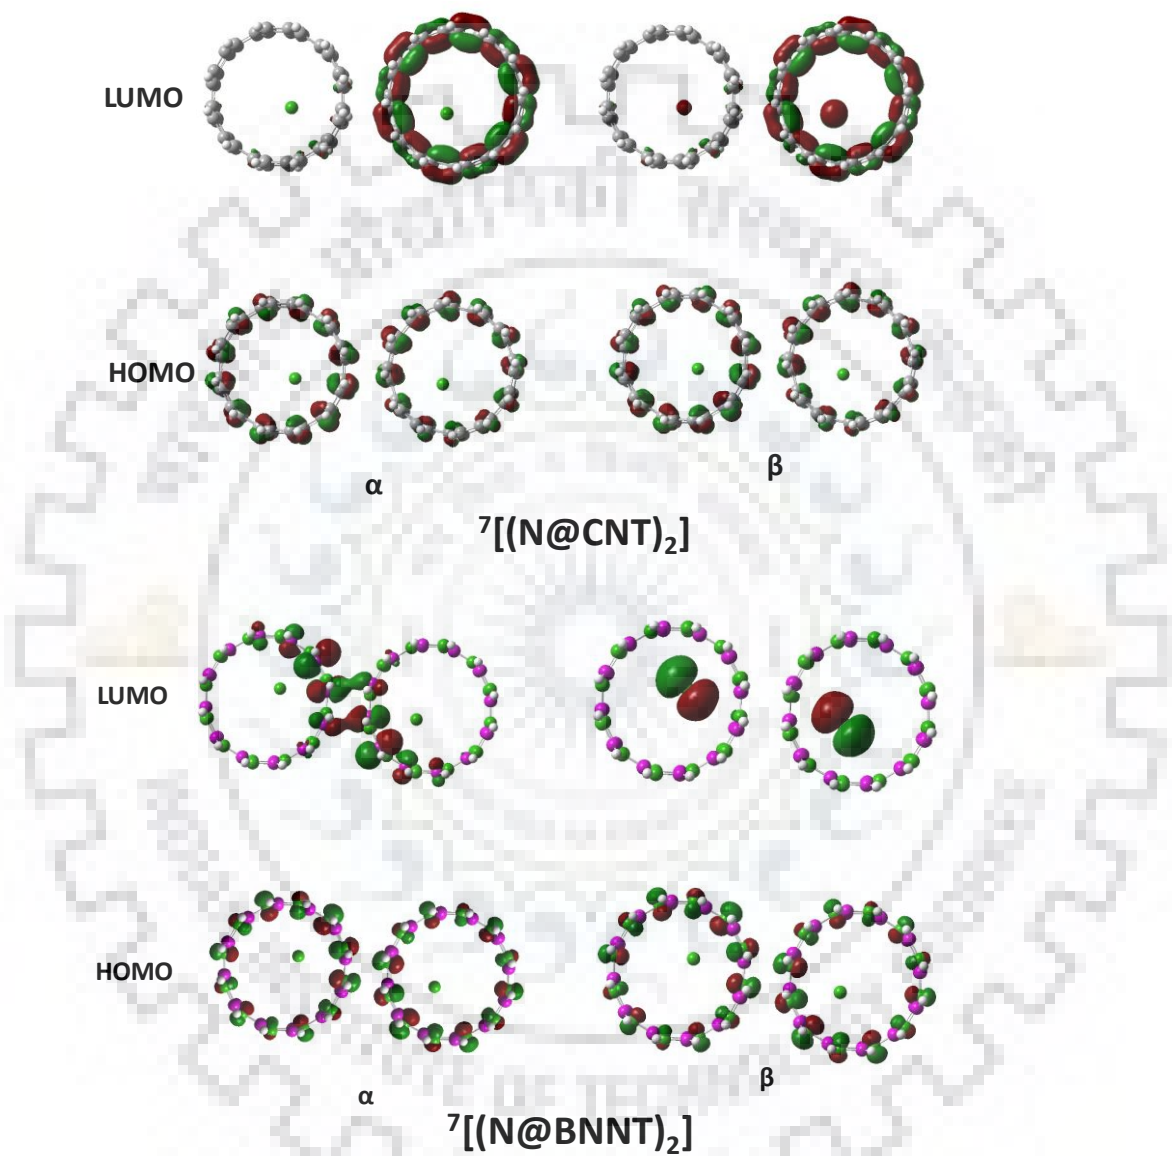 LUMO
HOMO
α
β
⁷[(N@CNT)₂]
LUMO
HOMO
α
β
⁷[(N@BNNT)₂]